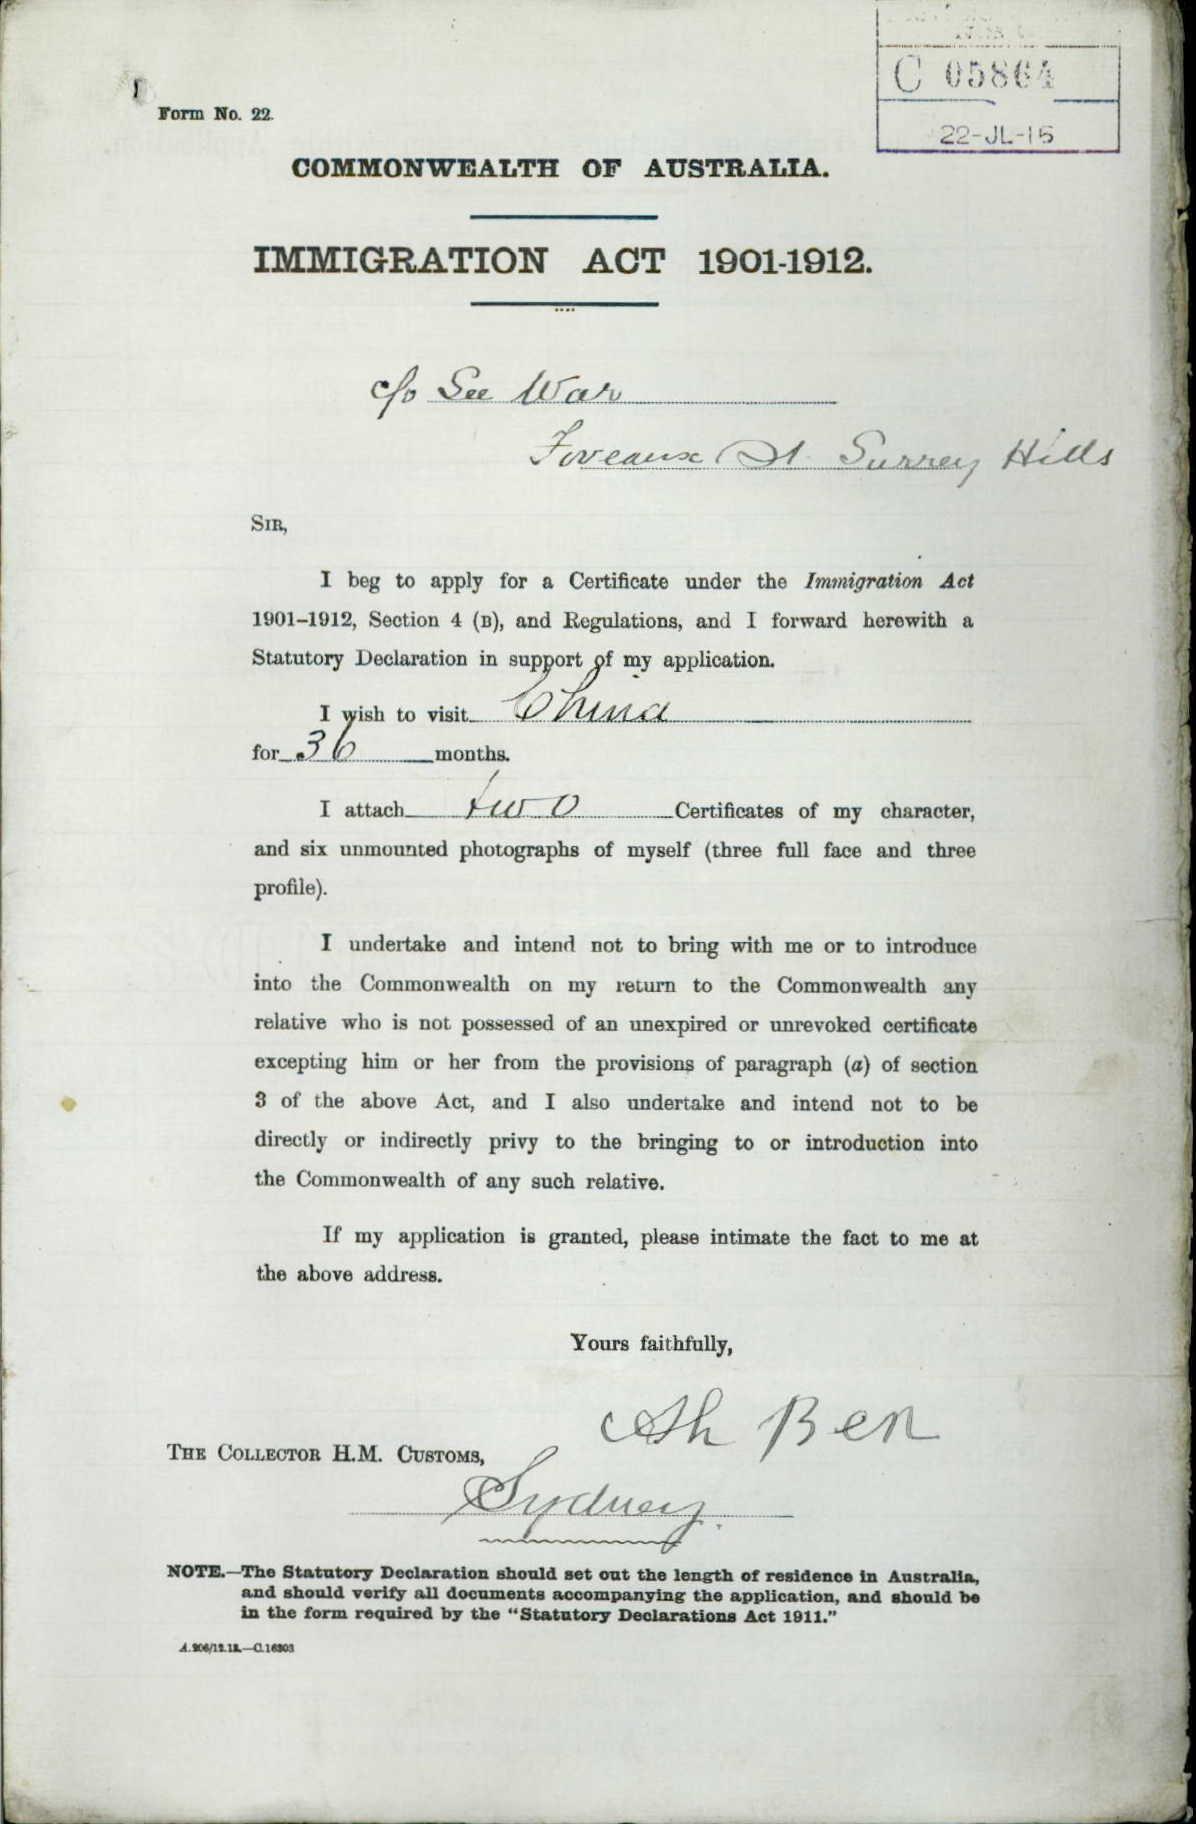 C 05864
22-JL-15
Form No. 22.
COMMONWEALTH OF AUSTRALIA.
IMMIGRATION ACT 1901-1912.
c/o See War
Foveaux St Surrey Hills
SIR,
I beg to apply for a Certificate under the Immigration Act
1901–1912, Section 4 (B), and Regulations, and I forward herewith a
Statutory Declaration in support of my application.
I wish to visit China
for 36 months.
I attach two Certificates of my character,
and six unmounted photographs of myself (three full face and three
profile).
I undertake and intend not to bring with me or to introduce
into the Commonwealth on my return to the Commonwealth any
relative who is not possessed of an unexpired or unrevoked certificate
excepting him or her from the provisions of paragraph (a) of section
3 of the above Act, and I also undertake and intend not to be
directly or indirectly privy to the bringing to or introduction into
the Commonwealth of any such relative.
If my application is granted, please intimate the fact to me at
the above address.
Yours faithfully,
Ah Ben
THE COLLECTOR H.M. CUSTOMS,
Sydney.
NOTE.—The Statutory Declaration should set out the length of residence in Australia,
and should verify all documents accompanying the application, and should be
in the form required by the “Statutory Declarations Act 1911.”
A.206/12.12.—C.16303